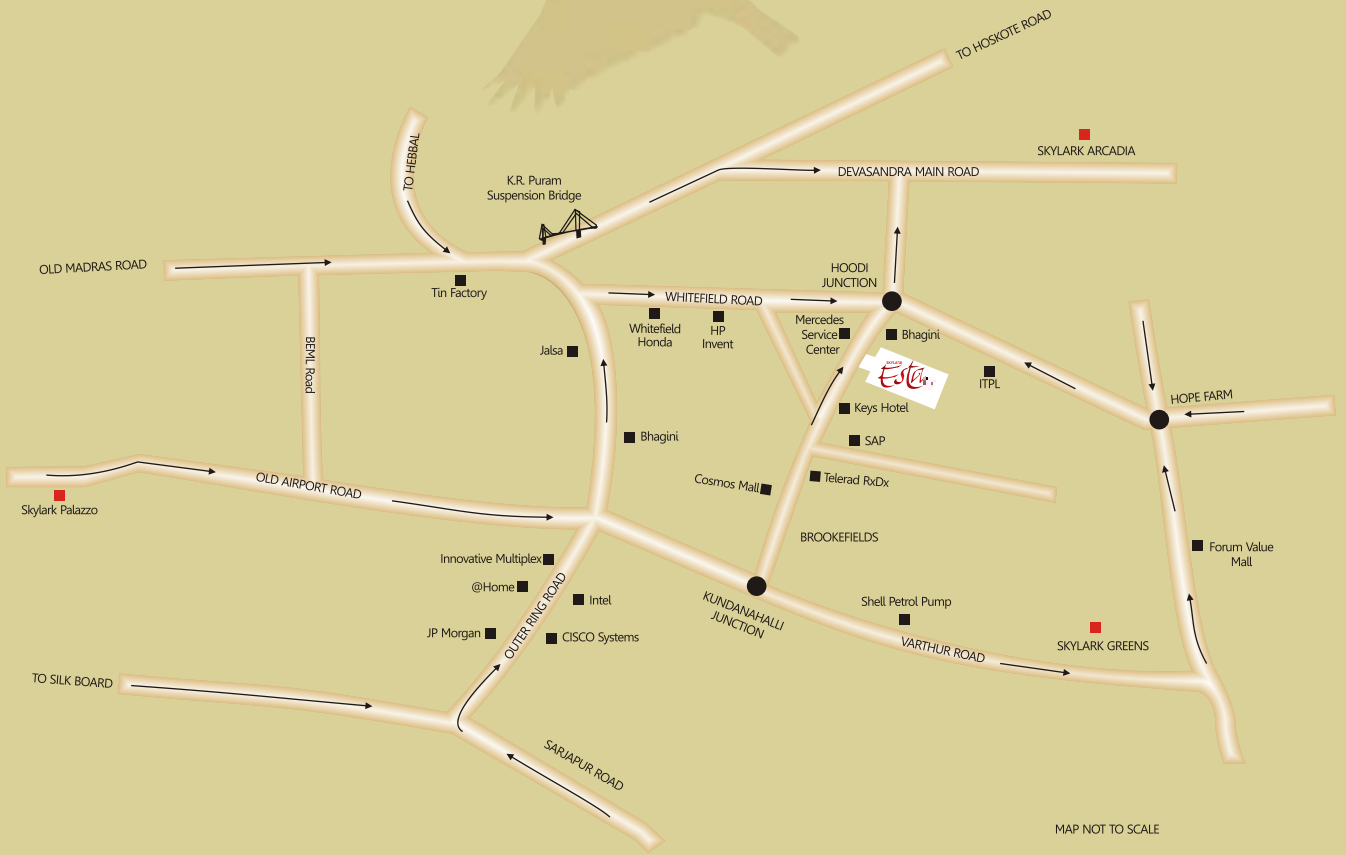 TO HOSKOTE ROAD
SKYLARK ARCADIA
TO HEBBAL
K.R. Puram
Suspension Bridge
DEVASANDRA MAIN ROAD
OLD MADRAS ROAD
Tin Factory
HOODI
JUNCTION
WHITEFIELD ROAD
Whitefield
Honda
HP
Invent
Mercedes
Service
Center
Bhagini
Jalsa
BEML Road
SKYLARK
Esta
ITPL
HOPE FARM
Keys Hotel
Bhagini
SAP
Cosmos Mall
Telerad RxDx
OLD AIRPORT ROAD
Skylark Palazzo
BROOKEFIELDS
Innovative Multiplex
@Home
Intel
JP Morgan
CISCO Systems
OUTER RING ROAD
KUNDANAHALLI
JUNCTION
Shell Petrol Pump
VARTHUR ROAD
Forum Value
Mall
SKYLARK GREENS
TO SILK BOARD
SARJAPUR ROAD
MAP NOT TO SCALE